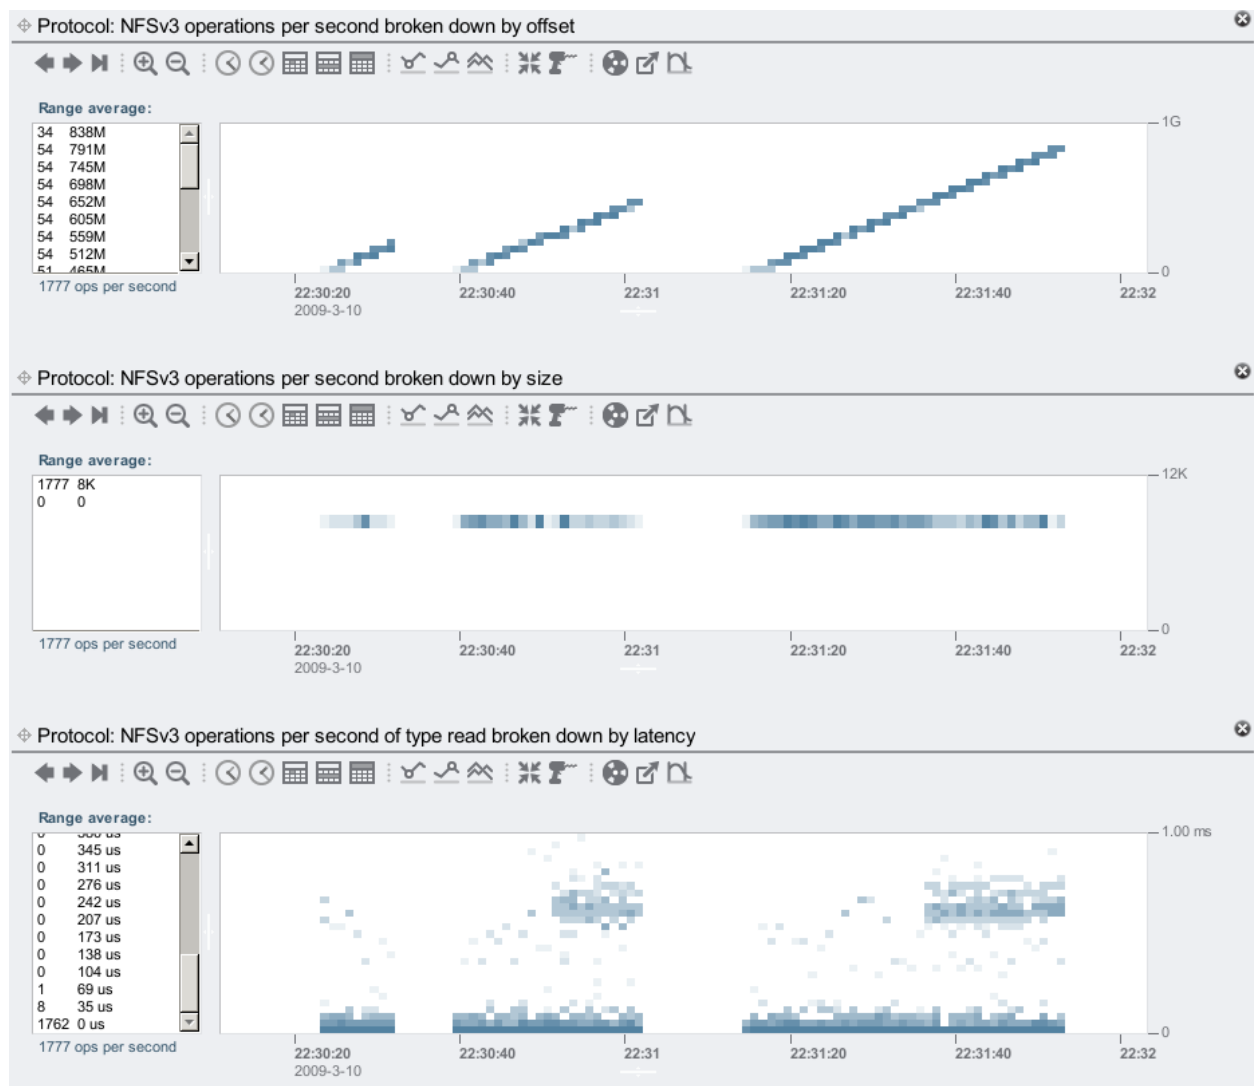 Protocol: NFSv3 operations per second broken down by offset
Range average:
34 838M
54 791M
54 745M
54 698M
54 652M
54 605M
54 559M
54 512M
51 465M
1777 ops per second
1G
0
22:30:20 22:30:40 22:31 22:31:20 22:31:40 22:32
2009-3-10
Protocol: NFSv3 operations per second broken down by size
Range average:
1777 8K
0 0
1777 ops per second
12K
0
22:30:20 22:30:40 22:31 22:31:20 22:31:40 22:32
2009-3-10
Protocol: NFSv3 operations per second of type read broken down by latency
Range average:
0 345 us
0 311 us
0 276 us
0 242 us
0 207 us
0 173 us
0 138 us
0 104 us
1 69 us
8 35 us
1762 0 us
1777 ops per second
1.00 ms
0
22:30:20 22:30:40 22:31 22:31:20 22:31:40 22:32
2009-3-10